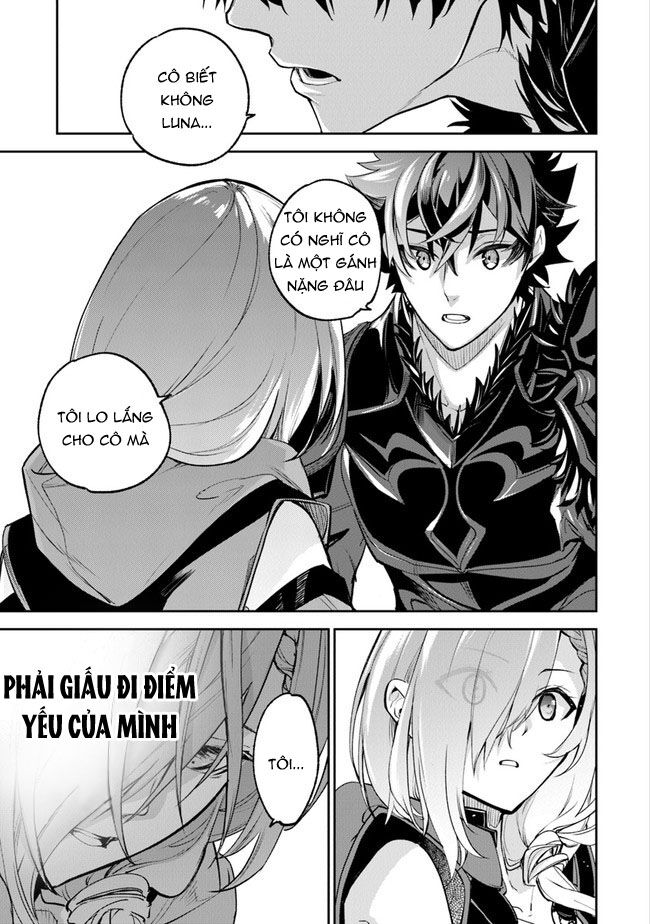 CÔ BIẾT
KHÔNG
LUNA...
TÔI KHÔNG
CÓ NGHĨ CÔ
LÀ MỘT GÁNH
NẶNG ĐÂU
TÔI LO LẮNG
CHO CÔ MÀ
TÔI...
PHẢI GIẤU ĐI ĐIỂM
YẾU CỦA MÌNH